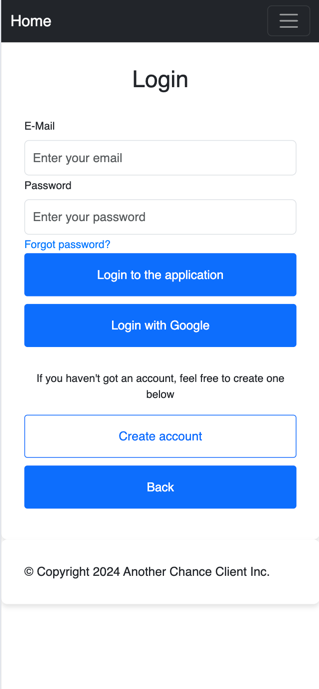 Home
Login
E-Mail
Enter your email
Password
Enter your password
Forgot password?
Login to the application
Login with Google
If you haven't got an account, feel free to create one
below
Create account
Back
© Copyright 2024 Another Chance Client Inc.